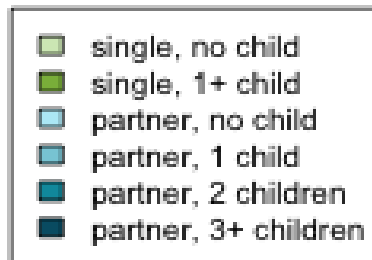 single, no child
single, 1+ child
partner, no child
partner, 1 child
partner, 2 children
partner, 3+ children